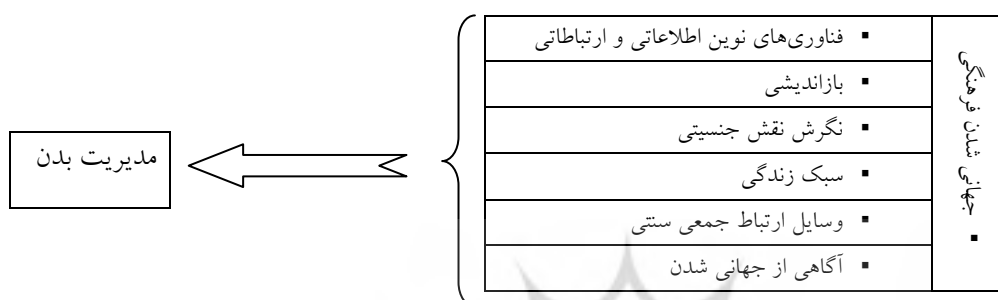 جهانی شدن فرهنگی
فناوری‌های نوین اطلاعاتی و ارتباطاتی
بازاندیشی
نگرش نقش جنسیتی
سبک زندگی
وسایل ارتباط جمعی سنتی
آگاهی از جهانی شدن
مدیریت بدن